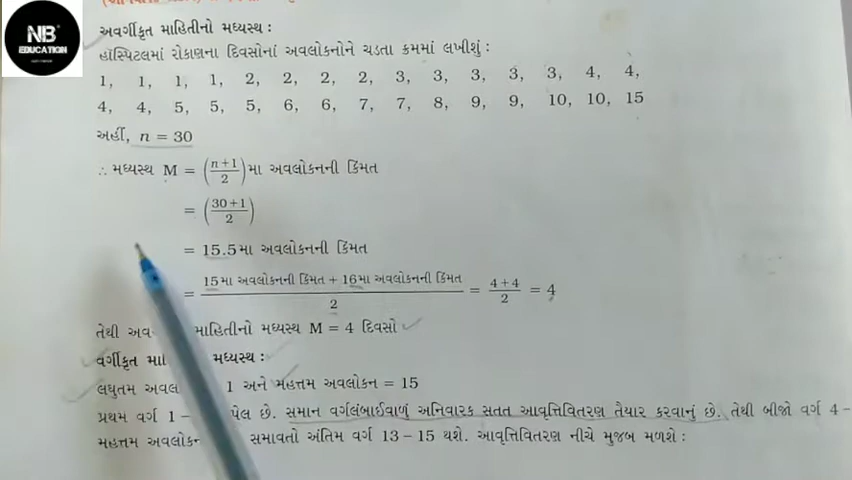 NB
EDUCATION
અવર્ગીકૃત માહિતીનો મધ્યસ્થ :
હૉસ્પિટલમાં રોકાણના દિવસોનાં અવલોકનોને ચડતા ક્રમમાં લખીશું :
1, 1, 1, 1, 2, 2, 2, 2, 3, 3, 3, 3, 3, 4, 4,
4, 4, 5, 5, 5, 6, 6, 7, 7, 8, 9, 9, 10, 10, 15
અહીં, n = 30
∴ મધ્યસ્થ M = (n+1/2) મા અવલોકનની કિંમત
= (30+1/2)
= 15.5મા અવલોકનની કિંમત
= 15મા અવલોકનની કિંમત + 16મા અવલોકનની કિંમત / 2 = 4+4/2 = 4
તેથી માહિતીનો મધ્યસ્થ M = 4 દિવસો
વર્ગીકૃત મધ્યસ્થ :
લઘુતમ 1 અને મહત્તમ અવલોકન = 15
પ્રથમ વર્ગ 1 – છે. સમાન વર્ગલંબાઈવાળું અનિવારક સતત આવૃત્તિવિતરણ તૈયાર કરવાનું છે. તેથી બીજો વર્ગ 4 –
મહત્તમ સમાવતો અંતિમ વર્ગ 13 – 15 થશે. આવૃત્તિવિતરણ નીચે મુજબ મળશે :